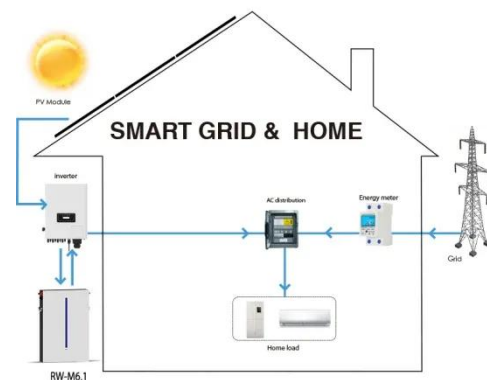 PV Module
SMART GRID & HOME
Inverter
AC distribution
Energy meter
Grid
Home load
RW-M6.1